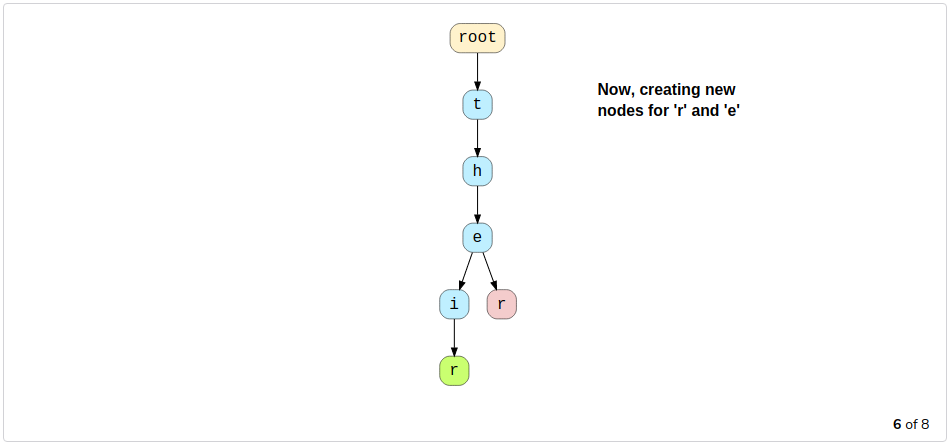 root
t
Now, creating new
nodes for 'r' and 'e'
h
e
i r
r
6 of 8